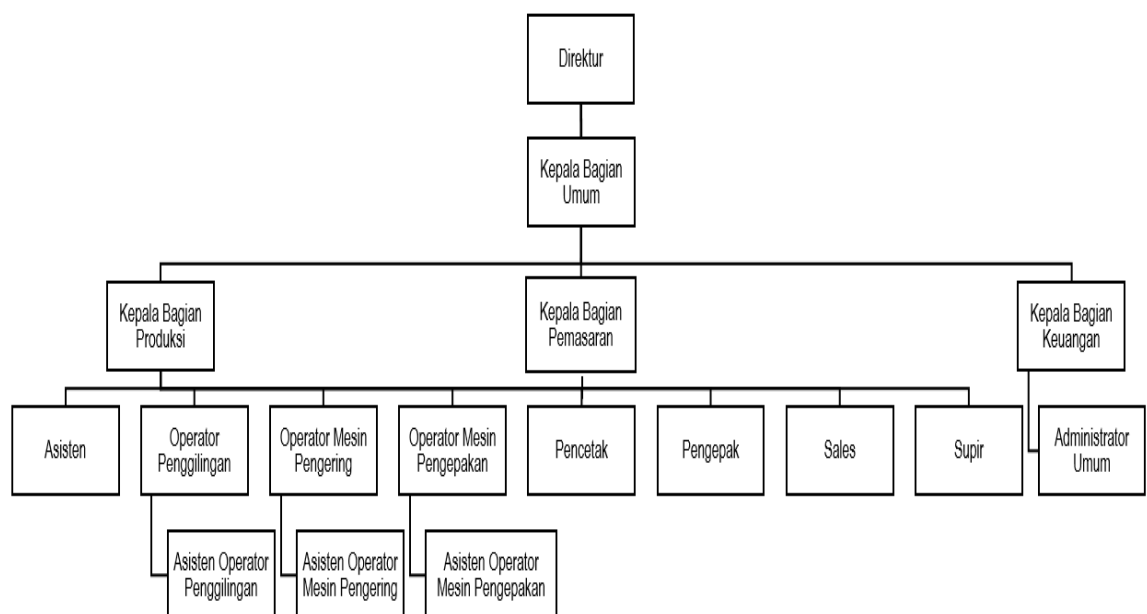 Direktur
Kepala Bagian
Umum
Kepala Bagian
Produksi
Kepala Bagian
Pemasaran
Kepala Bagian
Keuangan
Asisten
Operator
Penggilingan
Operator Mesin
Pengering
Operator Mesin
Pengepakan
Pencetak
Pengepak
Sales
Supir
Administrator
Umum
Asisten Operator
Penggilingan
Asisten Operator
Mesin Pengering
Asisten Operator
Mesin Pengepakan